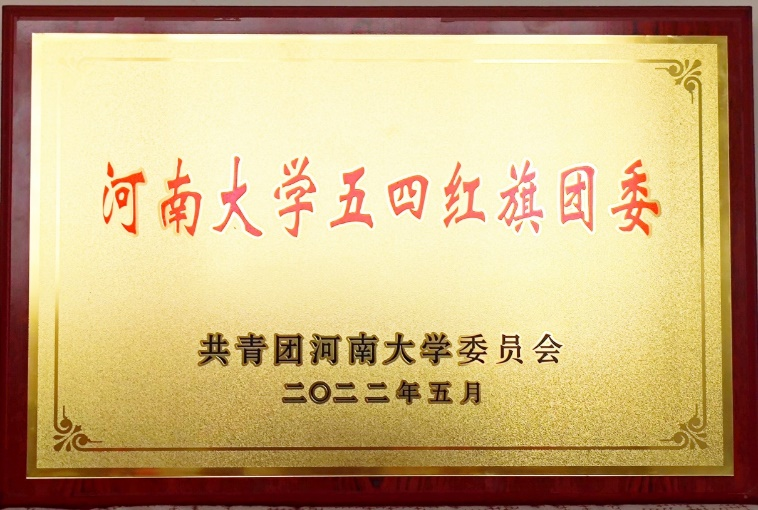 河南大学五四红旗团委
共青团河南大学委员会
二〇二二年五月